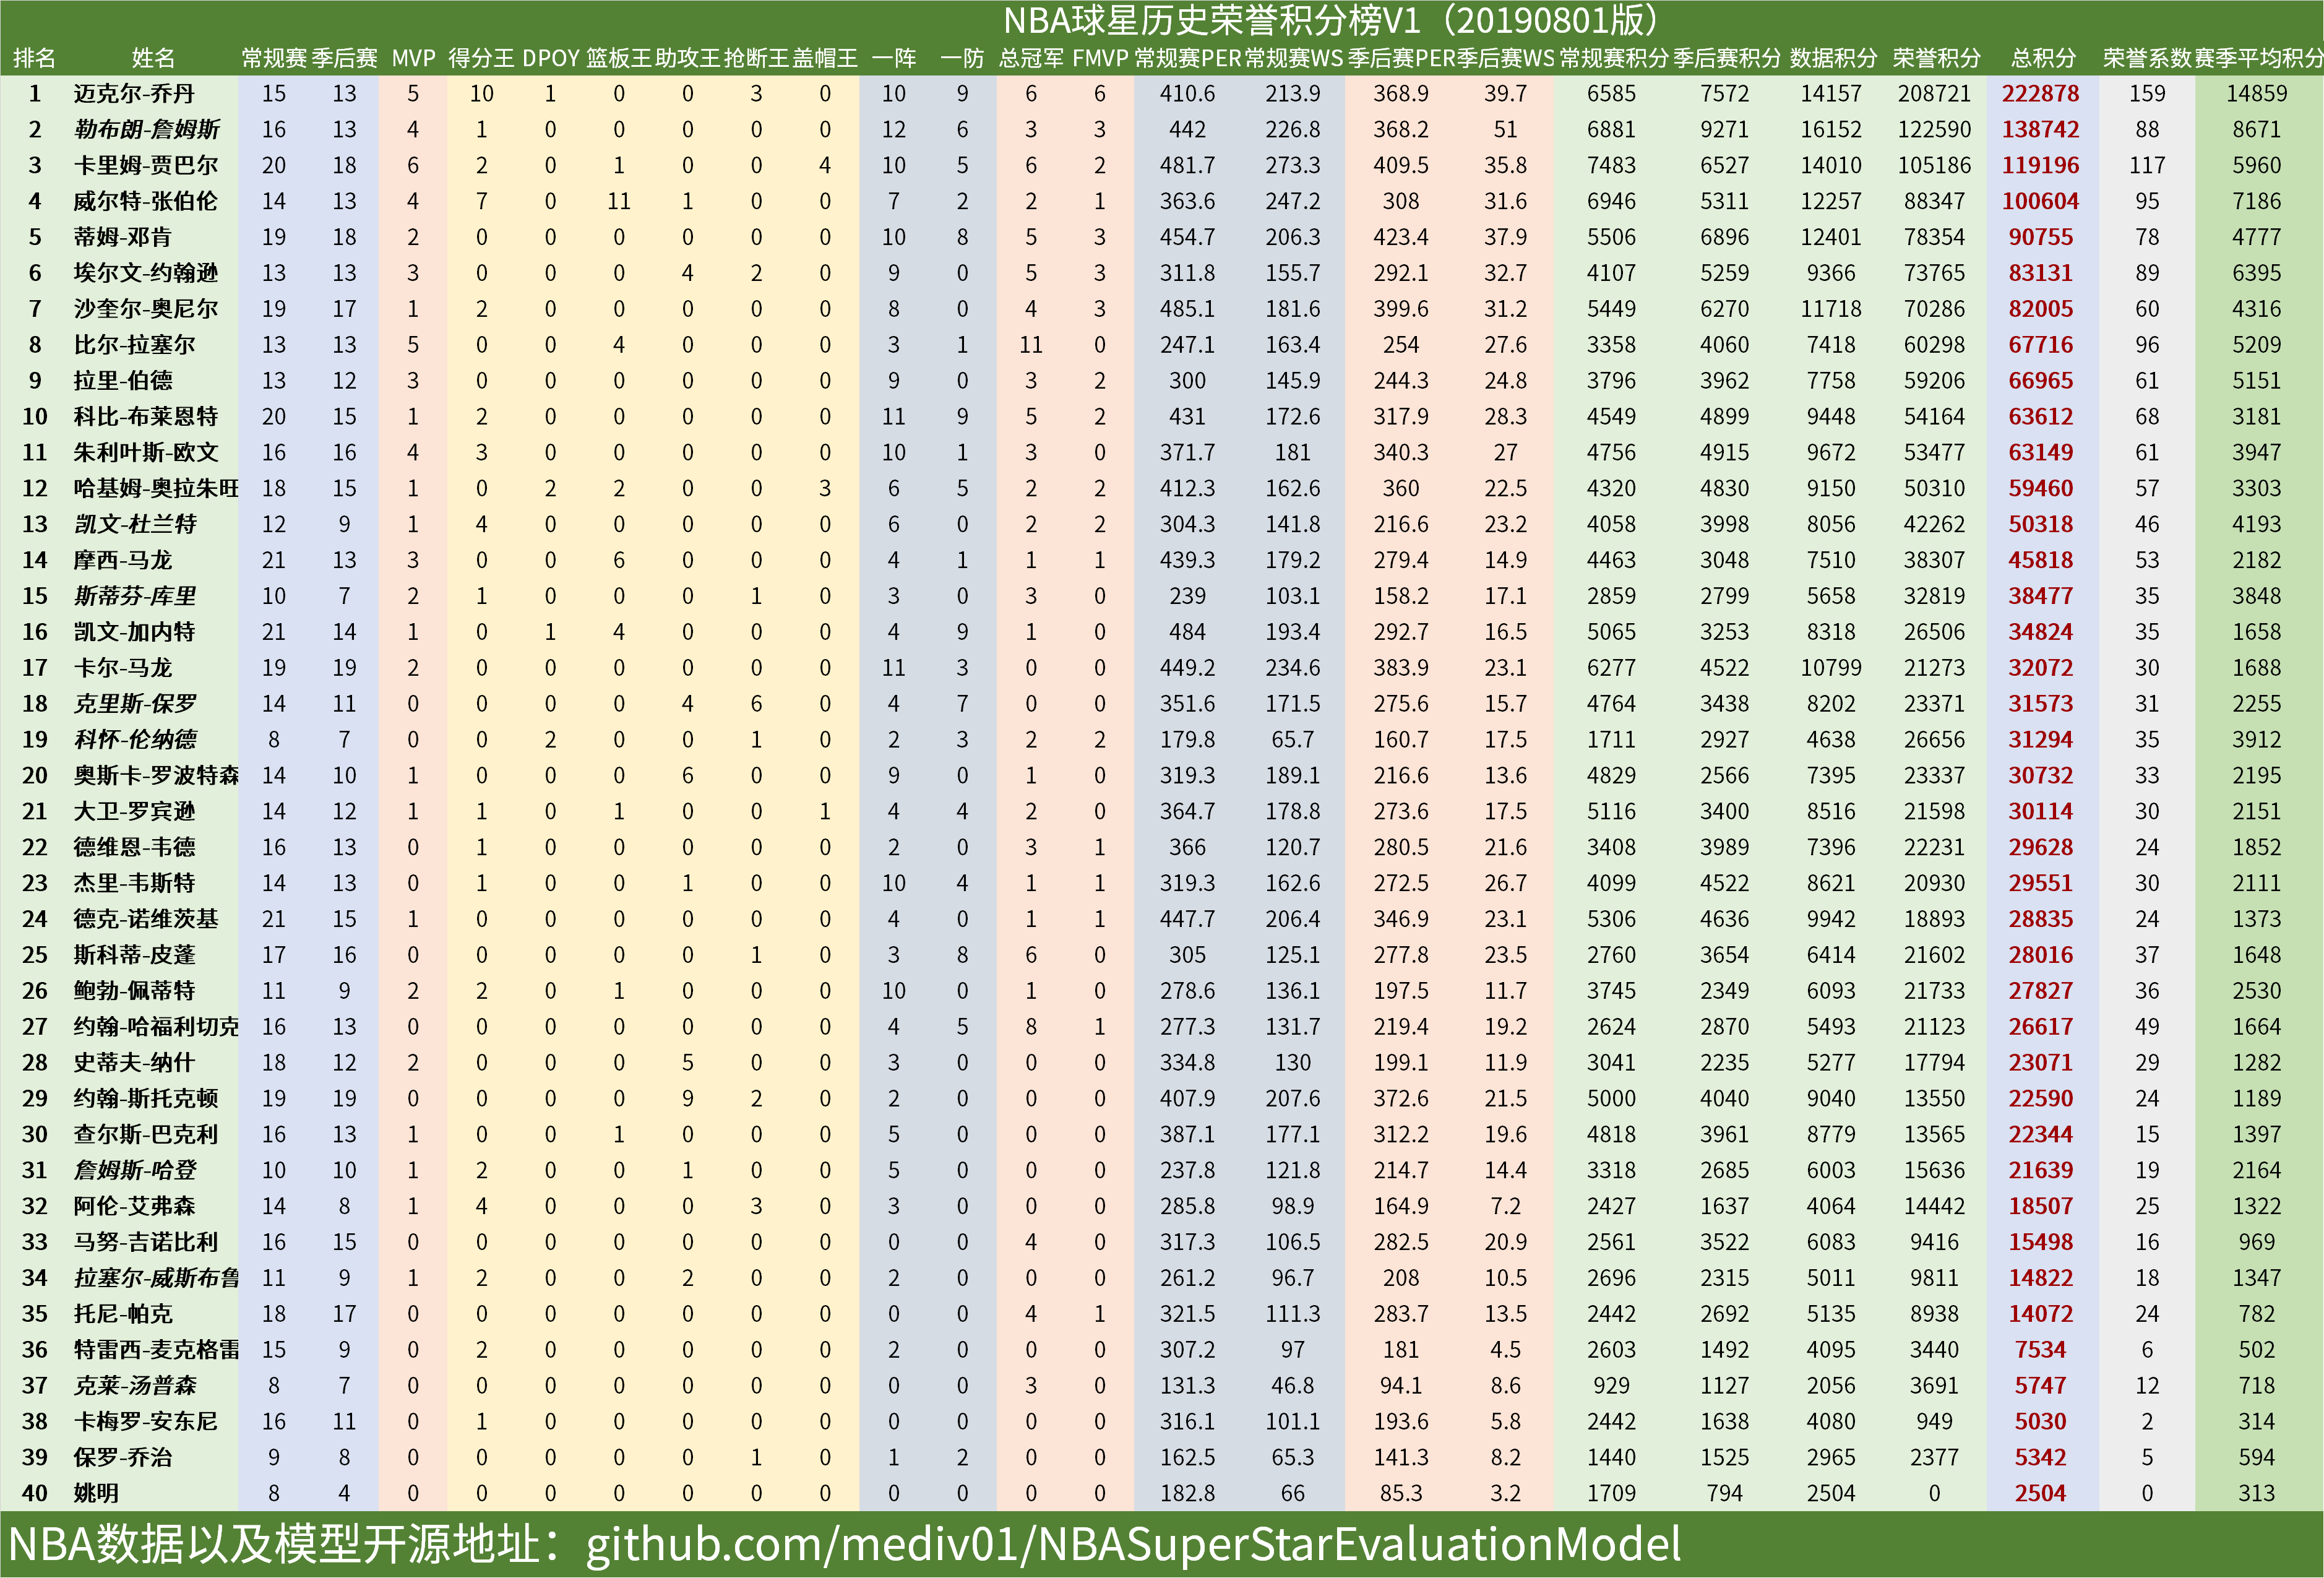 NBA球星历史荣誉积分榜V1（20190801版）
排名 姓名 常规赛 季后赛 MVP 得分王 DPOY 篮板王 助攻王 抢断王 盖帽王 一阵 一防 总冠军 FMVP 常规赛PER 常规赛WS 季后赛PER 季后赛WS 常规赛积分 季后赛积分 数据积分 荣誉积分 总积分 荣誉系数 赛季平均积分
1 迈克尔-乔丹 15 13 5 10 1 0 0 3 0 10 9 6 6 410.6 213.9 368.9 39.7 6585 7572 14157 208721 222878 159 14859
2 勒布朗-詹姆斯 16 13 4 1 0 0 0 0 0 12 6 3 3 442 226.8 368.2 51 6881 9271 16152 122590 138742 88 8671
3 卡里姆-贾巴尔 20 18 6 2 0 1 0 0 4 10 5 6 2 481.7 273.3 409.5 35.8 7483 6527 14010 105186 119196 117 5960
4 威尔特-张伯伦 14 13 4 7 0 11 1 0 0 7 2 2 1 363.6 247.2 308 31.6 6946 5311 12257 88347 100604 95 7186
5 蒂姆-邓肯 19 18 2 0 0 0 0 0 0 10 8 5 3 454.7 206.3 423.4 37.9 5506 6896 12401 78354 90755 78 4777
6 埃尔文-约翰逊 13 13 3 0 0 0 4 2 0 9 0 5 3 311.8 155.7 292.1 32.7 4107 5259 9366 73765 83131 89 6395
7 沙奎尔-奥尼尔 19 17 1 2 0 0 0 0 0 8 0 4 3 485.1 181.6 399.6 31.2 5449 6270 11718 70286 82005 60 4316
8 比尔-拉塞尔 13 13 5 0 0 4 0 0 0 3 1 11 0 247.1 163.4 254 27.6 3358 4060 7418 60298 67716 96 5209
9 拉里-伯德 13 12 3 0 0 0 0 0 0 9 0 3 2 300 145.9 244.3 24.8 3796 3962 7758 59206 66965 61 5151
10 科比-布莱恩特 20 15 1 2 0 0 0 0 0 11 9 5 2 431 172.6 317.9 28.3 4549 4899 9448 54164 63612 68 3181
11 朱利叶斯-欧文 16 16 4 3 0 0 0 0 0 10 1 3 0 371.7 181 340.3 27 4756 4915 9672 53477 63149 61 3947
12 哈基姆-奥拉朱旺 18 15 1 0 2 2 0 0 3 6 5 2 2 412.3 162.6 360 22.5 4320 4830 9150 50310 59460 57 3303
13 凯文-杜兰特 12 9 1 4 0 0 0 0 0 6 0 2 2 304.3 141.8 216.6 23.2 4058 3998 8056 42262 50318 46 4193
14 摩西-马龙 21 13 3 0 0 6 0 0 0 4 1 1 1 439.3 179.2 279.4 14.9 4463 3048 7510 38307 45818 53 2182
15 斯蒂芬-库里 10 7 2 1 0 0 0 1 0 3 0 3 0 239 103.1 158.2 17.1 2859 2799 5658 32819 38477 35 3848
16 凯文-加内特 21 14 1 0 1 4 0 0 0 4 9 1 0 484 193.4 292.7 16.5 5065 3253 8318 26506 34824 35 1658
17 卡尔-马龙 19 19 2 0 0 0 0 0 0 11 3 0 0 449.2 234.6 383.9 23.1 6277 4522 10799 21273 32072 30 1688
18 克里斯-保罗 14 11 0 0 0 0 4 6 0 4 7 0 0 351.6 171.5 275.6 15.7 4764 3438 8202 23371 31573 31 2255
19 科怀-伦纳德 8 7 0 0 2 0 0 1 0 2 3 2 2 179.8 65.7 160.7 17.5 1711 2927 4638 26656 31294 35 3912
20 奥斯卡-罗波特森 14 10 1 0 0 0 6 0 0 9 0 1 0 319.3 189.1 216.6 13.6 4829 2566 7395 23337 30732 33 2195
21 大卫-罗宾逊 14 12 1 1 0 1 0 0 1 4 4 2 0 364.7 178.8 273.6 17.5 5116 3400 8516 21598 30114 30 2151
22 德维恩-韦德 16 13 0 1 0 0 0 0 0 2 0 3 1 366 120.7 280.5 21.6 3408 3989 7396 22231 29628 24 1852
23 杰里-韦斯特 14 13 0 1 0 0 1 0 0 10 4 1 1 319.3 162.6 272.5 26.7 4099 4522 8621 20930 29551 30 2111
24 德克-诺维茨基 21 15 1 0 0 0 0 0 0 4 0 1 1 447.7 206.4 346.9 23.1 5306 4636 9942 18893 28835 24 1373
25 斯科蒂-皮蓬 17 16 0 0 0 0 0 1 0 3 8 6 0 305 125.1 277.8 23.5 2760 3654 6414 21602 28016 37 1648
26 鲍勃-佩蒂特 11 9 2 2 0 1 0 0 0 10 0 1 0 278.6 136.1 197.5 11.7 3745 2349 6093 21733 27827 36 2530
27 约翰-哈福利切克 16 13 0 0 0 0 0 0 0 4 5 8 1 277.3 131.7 219.4 19.2 2624 2870 5493 21123 26617 49 1664
28 史蒂夫-纳什 18 12 2 0 0 0 5 0 0 3 0 0 0 334.8 130 199.1 11.9 3041 2235 5277 17794 23071 29 1282
29 约翰-斯托克顿 19 19 0 0 0 0 9 2 0 2 0 0 0 407.9 207.6 372.6 21.5 5000 4040 9040 13550 22590 24 1189
30 查尔斯-巴克利 16 13 1 0 0 1 0 0 0 5 0 0 0 387.1 177.1 312.2 19.6 4818 3961 8779 13565 22344 15 1397
31 詹姆斯-哈登 10 10 1 2 0 0 1 0 0 5 0 0 0 237.8 121.8 214.7 14.4 3318 2685 6003 15636 21639 19 2164
32 阿伦-艾弗森 14 8 1 4 0 0 0 3 0 3 0 0 0 285.8 98.9 164.9 7.2 2427 1637 4064 14442 18507 25 1322
33 马努-吉诺比利 16 15 0 0 0 0 0 0 0 0 0 4 0 317.3 106.5 282.5 20.9 2561 3522 6083 9416 15498 16 969
34 拉塞尔-威斯布鲁 11 9 1 2 0 0 2 0 0 2 0 0 0 261.2 96.7 208 10.5 2696 2315 5011 9811 14822 18 1347
35 托尼-帕克 18 17 0 0 0 0 0 0 0 0 0 4 1 321.5 111.3 283.7 13.5 2442 2692 5135 8938 14072 24 782
36 特雷西-麦克格雷 15 9 0 2 0 0 0 0 0 2 0 0 0 307.2 97 181 4.5 2603 1492 4095 3440 7534 6 502
37 克莱-汤普森 8 7 0 0 0 0 0 0 0 0 0 3 0 131.3 46.8 94.1 8.6 929 1127 2056 3691 5747 12 718
38 卡梅罗-安东尼 16 11 0 1 0 0 0 0 0 0 0 0 0 316.1 101.1 193.6 5.8 2442 1638 4080 949 5030 2 314
39 保罗-乔治 9 8 0 0 0 0 0 1 0 1 2 0 0 162.5 65.3 141.3 8.2 1440 1525 2965 2377 5342 5 594
40 姚明 8 4 0 0 0 0 0 0 0 0 0 0 0 182.8 66 85.3 3.2 1709 794 2504 0 2504 0 313
NBA数据以及模型开源地址：github.com/mediv01/NBASuperStarEvaluationModel